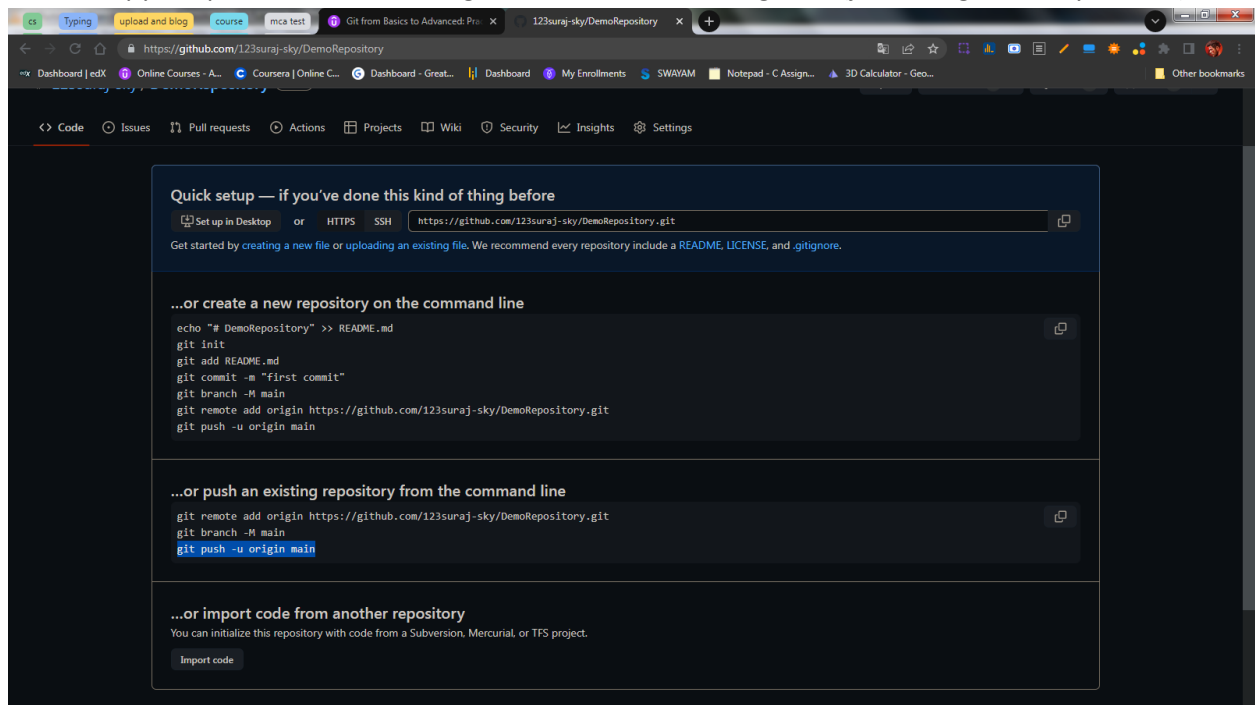 cs Typing upload and blog course mca test Git from Basics to Advanced: Pra 123suraj-sky/DemoRepository
https://github.com/123suraj-sky/DemoRepository
Dashboard | edX Online Courses - A... Coursera | Online C... Dashboard - Great... Dashboard My Enrollments SWAYAM Notepad - C Assign... 3D Calculator - Geo... Other bookmarks
<> Code Issues Pull requests Actions Projects Wiki Security Insights Settings
Quick setup — if you've done this kind of thing before
Set up in Desktop or HTTPS SSH https://github.com/123suraj-sky/DemoRepository.git
Get started by creating a new file or uploading an existing file. We recommend every repository include a README, LICENSE, and .gitignore.
...or create a new repository on the command line
echo "# DemoRepository" >> README.md
git init
git add README.md
git commit -m "first commit"
git branch -M main
git remote add origin https://github.com/123suraj-sky/DemoRepository.git
git push -u origin main
...or push an existing repository from the command line
git remote add origin https://github.com/123suraj-sky/DemoRepository.git
git branch -M main
git push -u origin main
...or import code from another repository
You can initialize this repository with code from a Subversion, Mercurial, or TFS project.
Import code